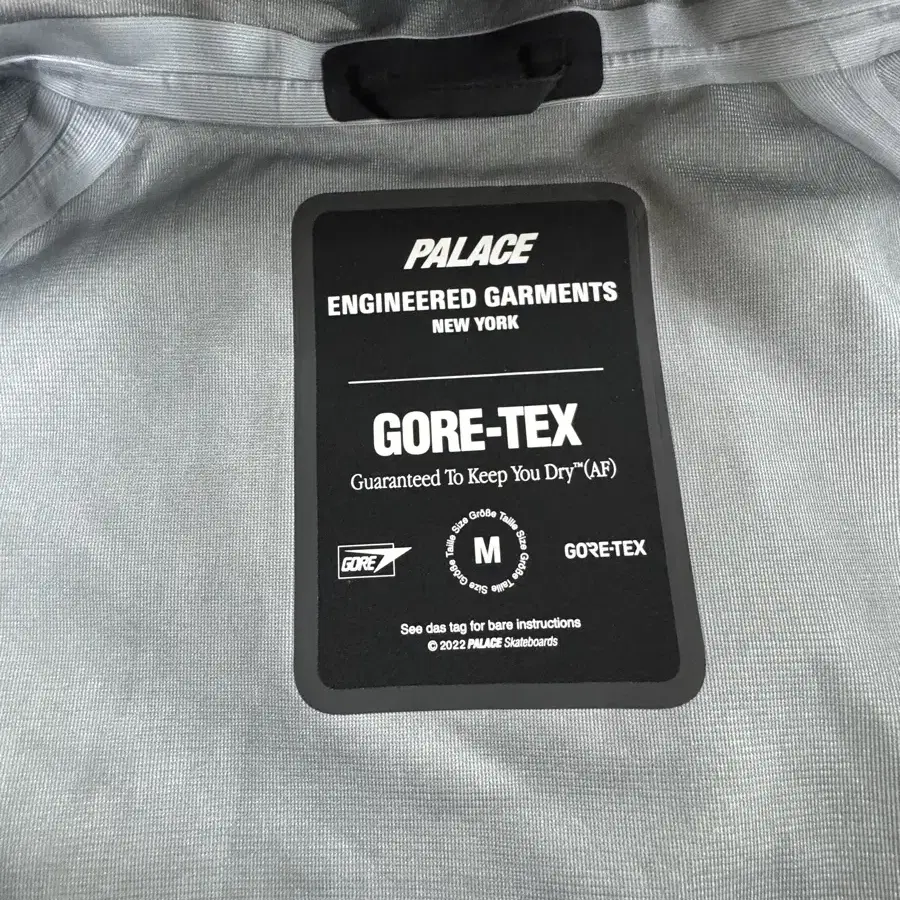 PALACE
ENGINEERED GARMENTS
NEW YORK
GORE-TEX
Guaranteed To Keep You Dry™(AF)
GORE
Size Größe Taille Size Größe Taille Size Größe Taille
M
GORE-TEX
See das tag for bare instructions
© 2022 PALACE Skateboards